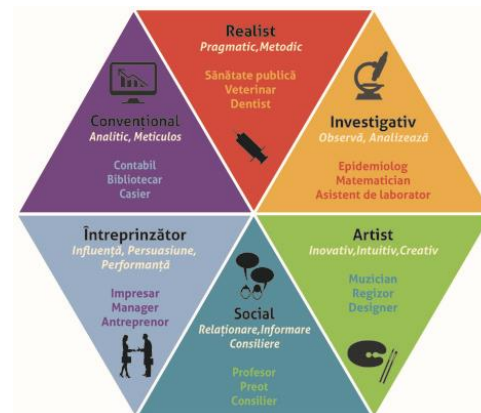 Realist
Pragmatic,Metodic
Sănătate publică
Veterinar
Dentist
Convențional
Analitic, Meticulos
Contabil
Bibliotecar
Casier
Investigativ
Observă, Analizează
Epidemiolog
Matematician
Asistent de laborator
Întreprinzător
Influență, Persuasiune,
Performanță
Impresar
Manager
Antreprenor
Social
Relaționare,Informare
Consiliere
Profesor
Preot
Consilier
Artist
Inovativ,Intuitiv,Creativ
Muzician
Regizor
Designer